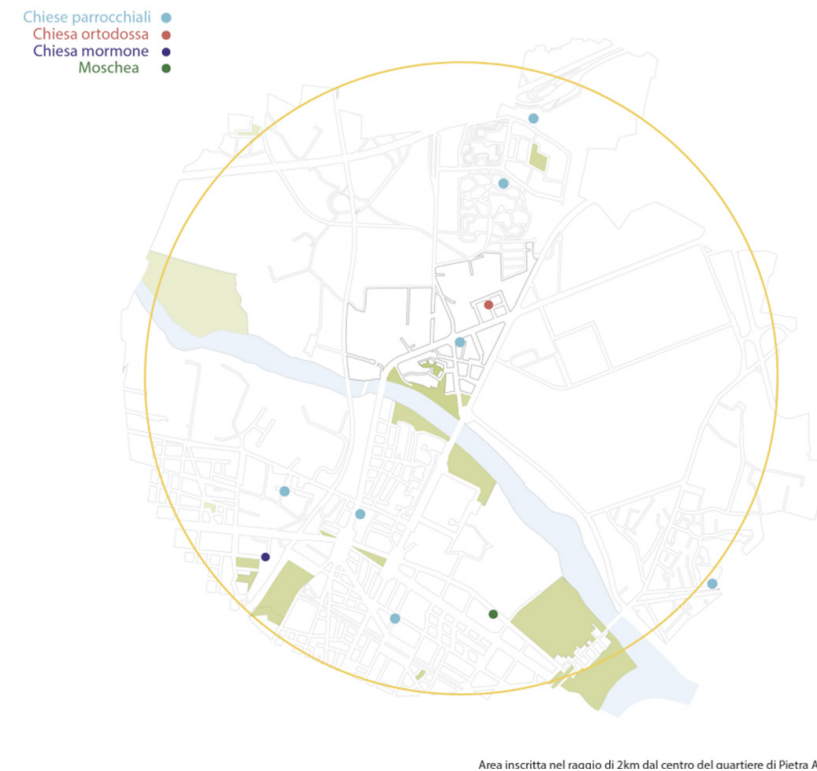 Chiese parrocchiali
Chiesa ortodossa
Chiesa mormone
Moschea
Area inscritta nel raggio di 2km dal centro del quartiere di Pietra A